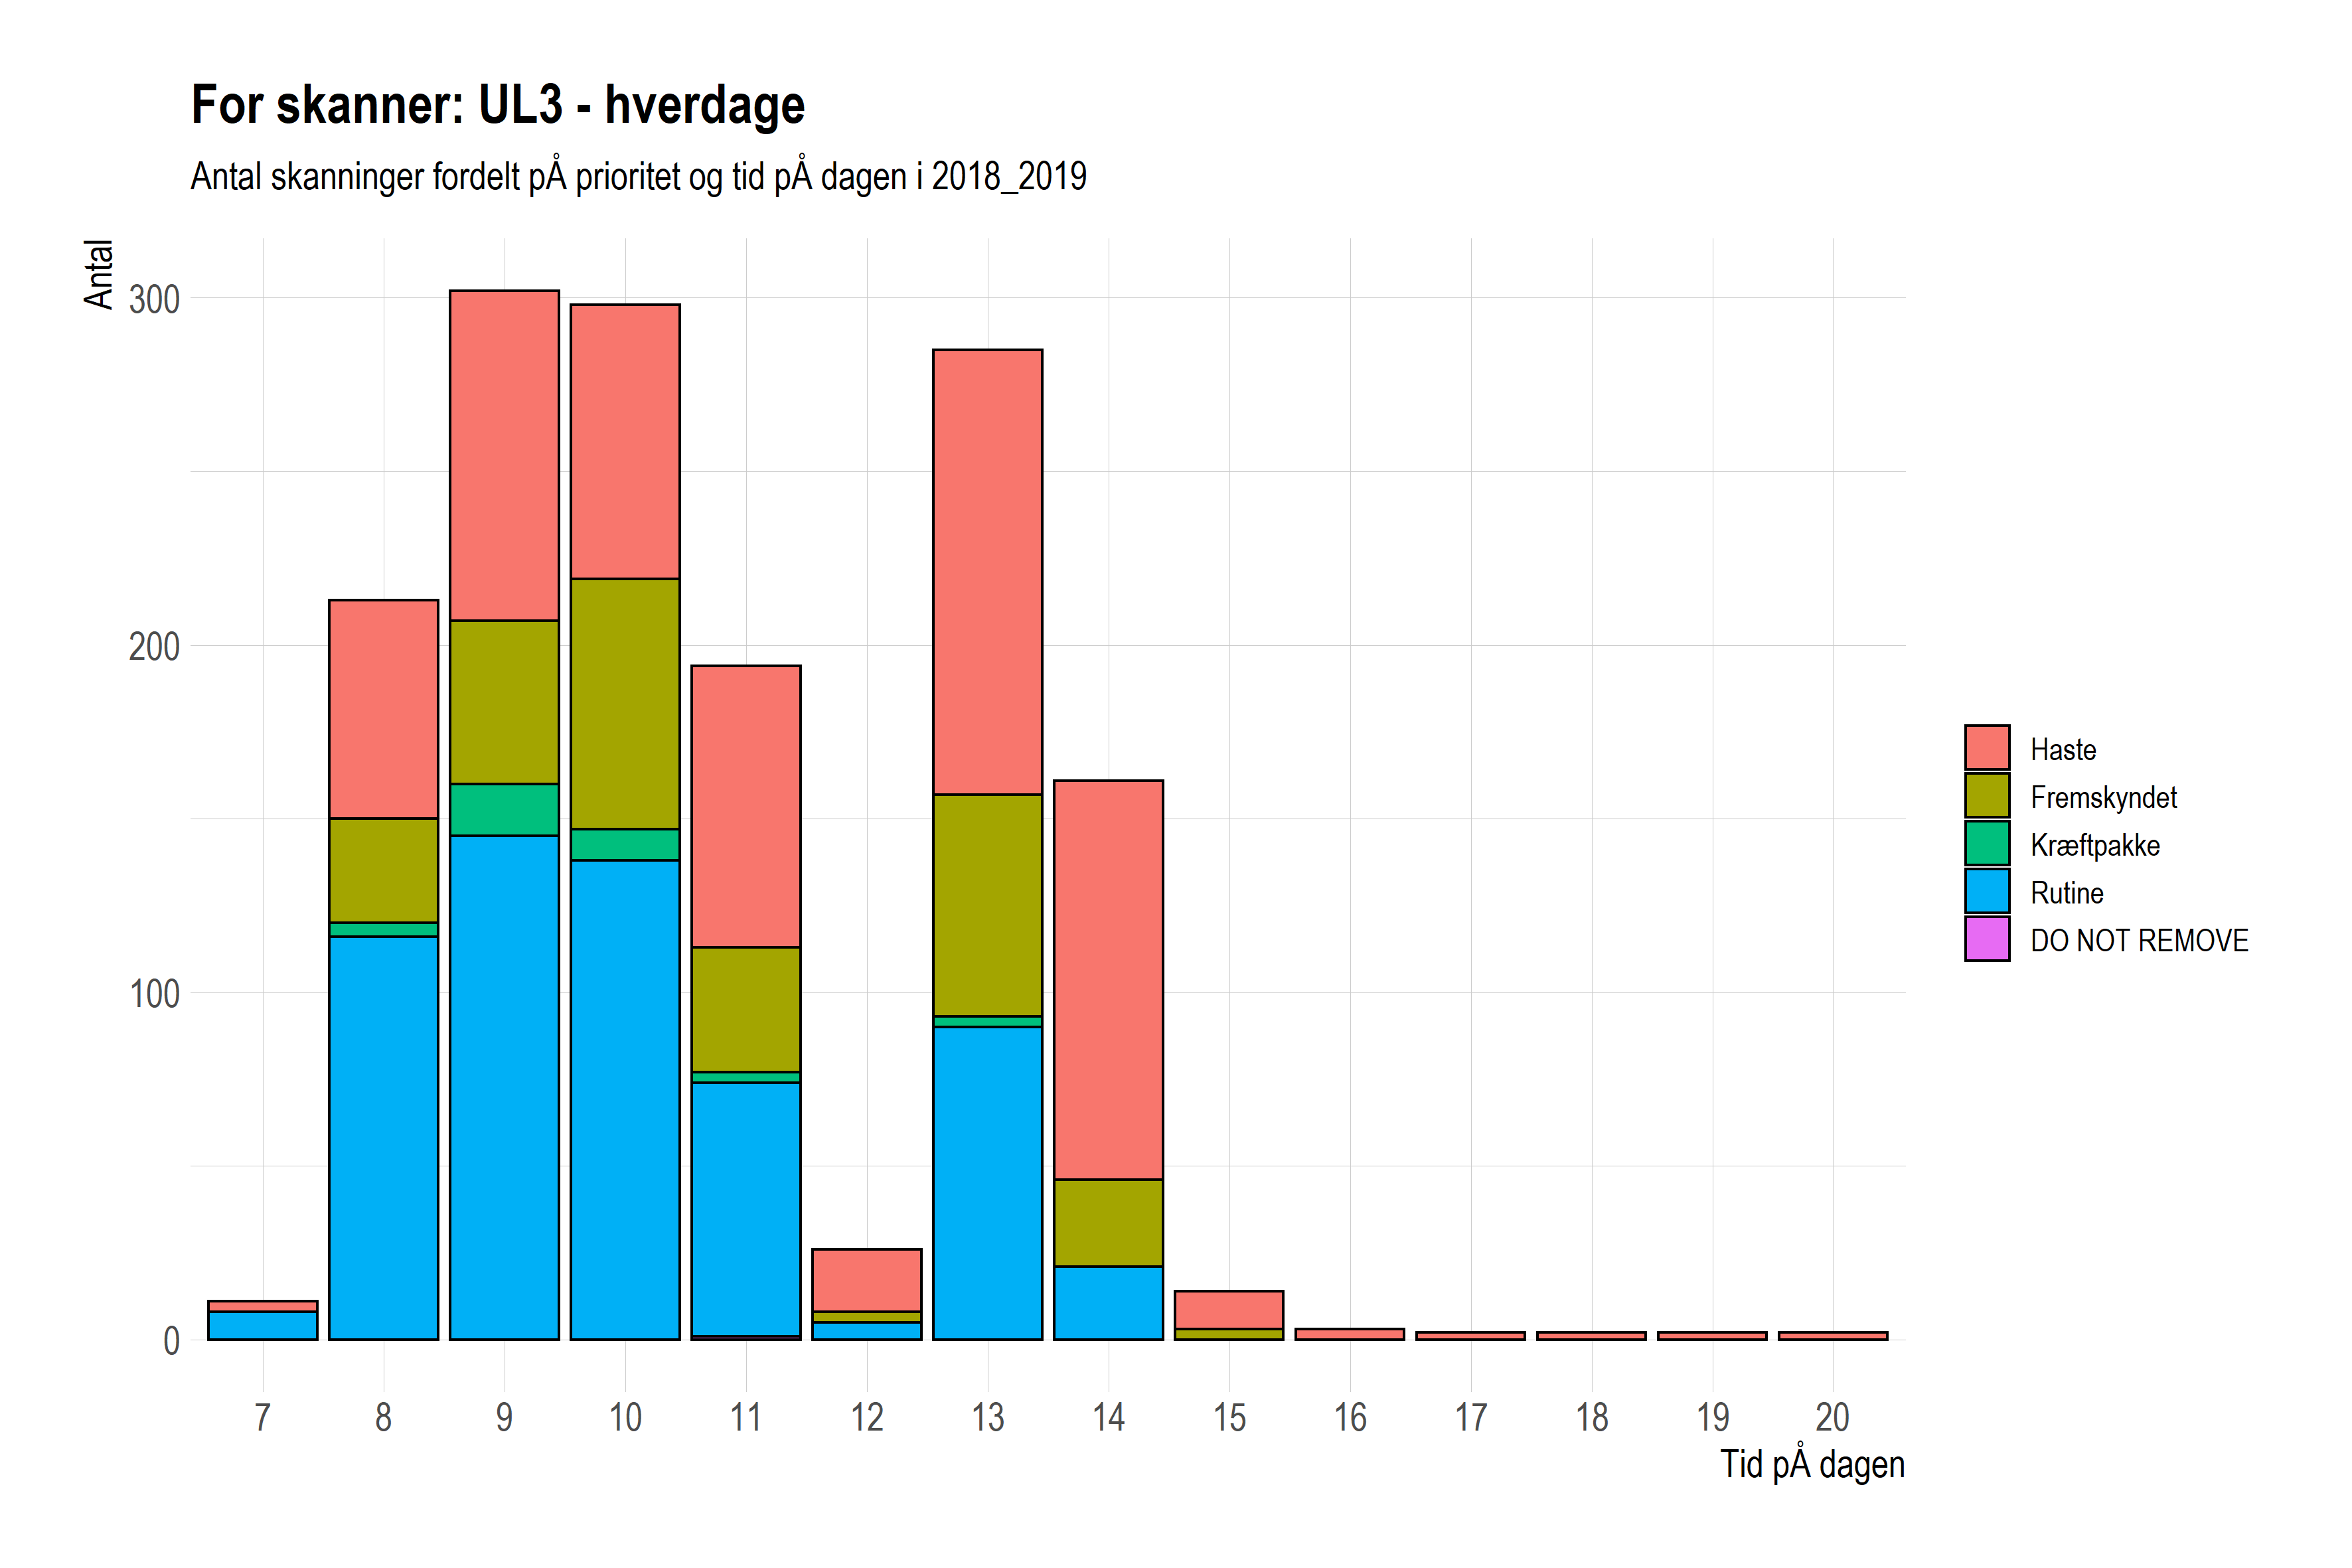 For skanner: UL3 - hverdage
Antal skanninger fordelt pÅ prioritet og tid pÅ dagen i 2018_2019
Antal
300
200
100
0
7 8 9 10 11 12 13 14 15 16 17 18 19 20
Tid pÅ dagen
Haste
Fremskyndet
Kræftpakke
Rutine
DO NOT REMOVE